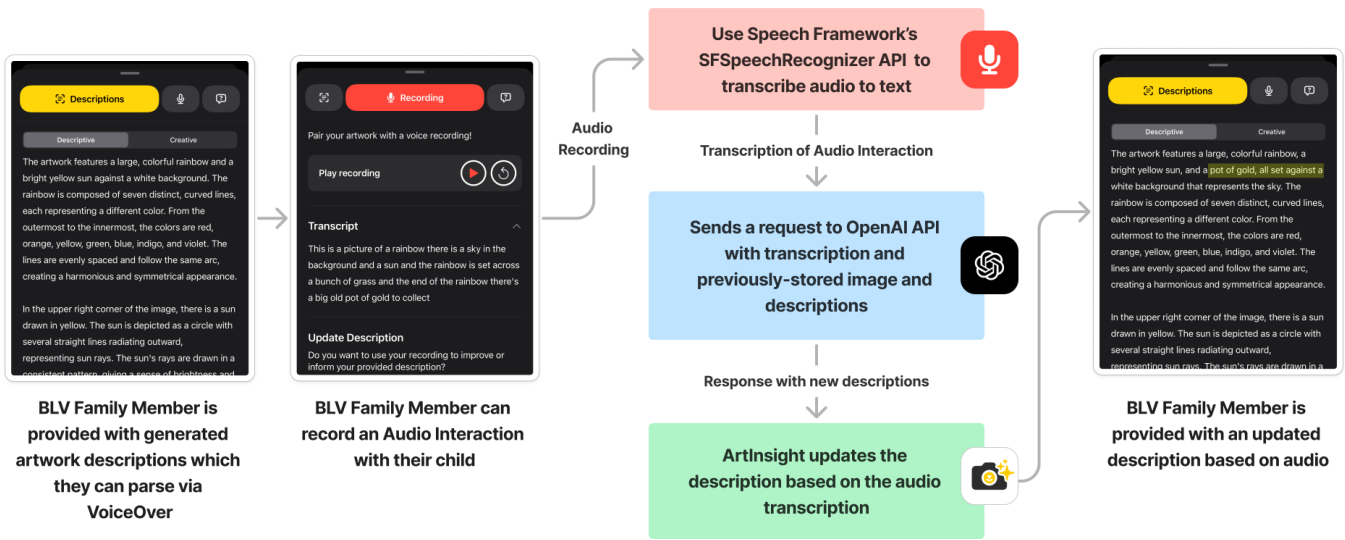 Descriptions
Descriptive
Creative
The artwork features a large, colorful rainbow and a
bright yellow sun against a white background. The
rainbow is composed of seven distinct, curved lines,
each representing a different color. From the
outermost to the innermost, the colors are red,
orange, yellow, green, blue, indigo, and violet. The
lines are evenly spaced and follow the same arc,
creating a harmonious and symmetrical appearance.
In the upper right corner of the image, there is a sun
drawn in yellow. The sun is depicted as a circle with
several straight lines radiating outward,
representing sun rays. The sun's rays are drawn in a
consistent pattern, giving a sense of brightness and
BLV Family Member is
provided with generated
artwork descriptions which
they can parse via
VoiceOver
Recording
Pair your artwork with a voice recording!
Play recording
Transcript
This is a picture of a rainbow there is a sky in the
background and a sun and the rainbow is set across
a bunch of grass and the end of the rainbow there's
a big old pot of gold to collect
Update Description
Do you want to use your recording to improve or
inform your provided description?
BLV Family Member can
record an Audio Interaction
with their child
Audio
Recording
Use Speech Framework's
SFSpeechRecognizer API to
transcribe audio to text
Transcription of Audio Interaction
Sends a request to OpenAI API
with transcription and
previously-stored image and
descriptions
Response with new descriptions
ArtInsight updates the
description based on the audio
transcription
Descriptions
Descriptive
Creative
The artwork features a large, colorful rainbow, a
bright yellow sun, and a pot of gold, all set against a
white background that represents the sky. The
rainbow is composed of seven distinct, curved lines,
each representing a different color. From the
outermost to the innermost, the colors are red,
orange, yellow, green, blue, indigo, and violet. The
lines are evenly spaced and follow the same arc,
creating a harmonious and symmetrical appearance.
In the upper right corner of the image, there is a sun
drawn in yellow. The sun is depicted as a circle with
several straight lines radiating outward,
representing sun rays. The sun's rays are drawn in a
BLV Family Member is
provided with an updated
description based on audio